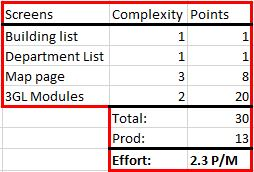 Screens Complexity Points
Building list 1 1
Department List 1 1
Map page 3 8
3GL Modules 2 20
Total: 30
Prod: 13
Effort: 2.3 P/M